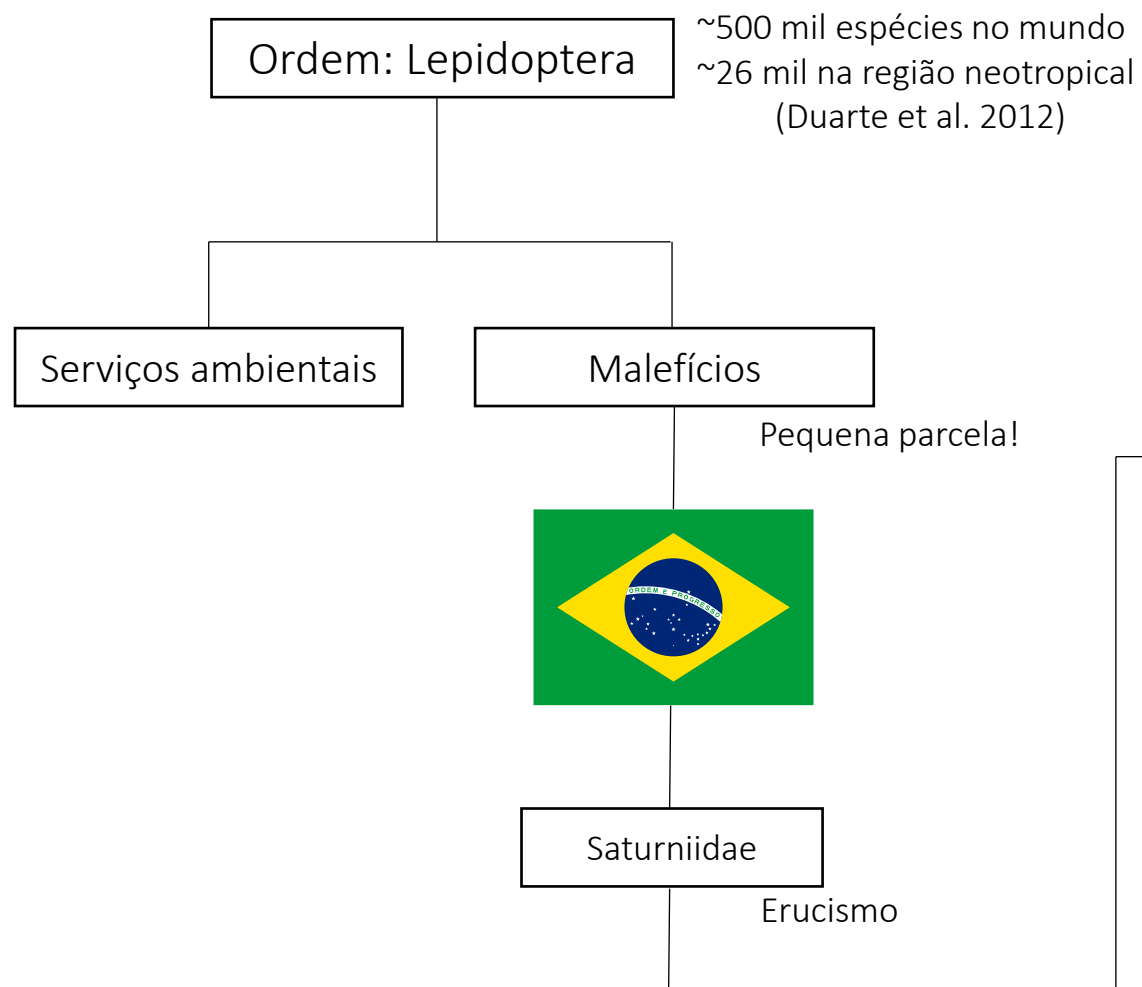 Ordem: Lepidoptera
~500 mil espécies no mundo
~26 mil na região neotropical
(Duarte et al. 2012)
Serviços ambientais
Malefícios
Pequena parcela!
ORDEM E PROGRESSO
Saturniidae
Erucismo